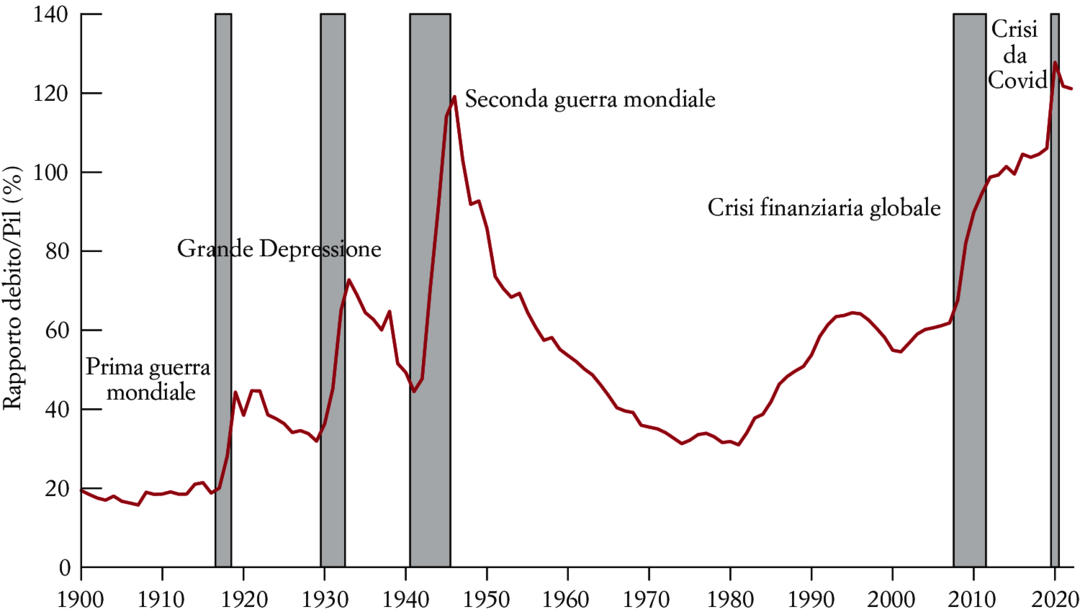 Rapporto debito/Pil (%)
140
120
100
80
60
40
20
0
Prima guerra
mondiale
Grande Depressione
Seconda guerra mondiale
Crisi finanziaria globale
Crisi
da
Covid
1900 1910 1920 1930 1940 1950 1960 1970 1980 1990 2000 2010 2020